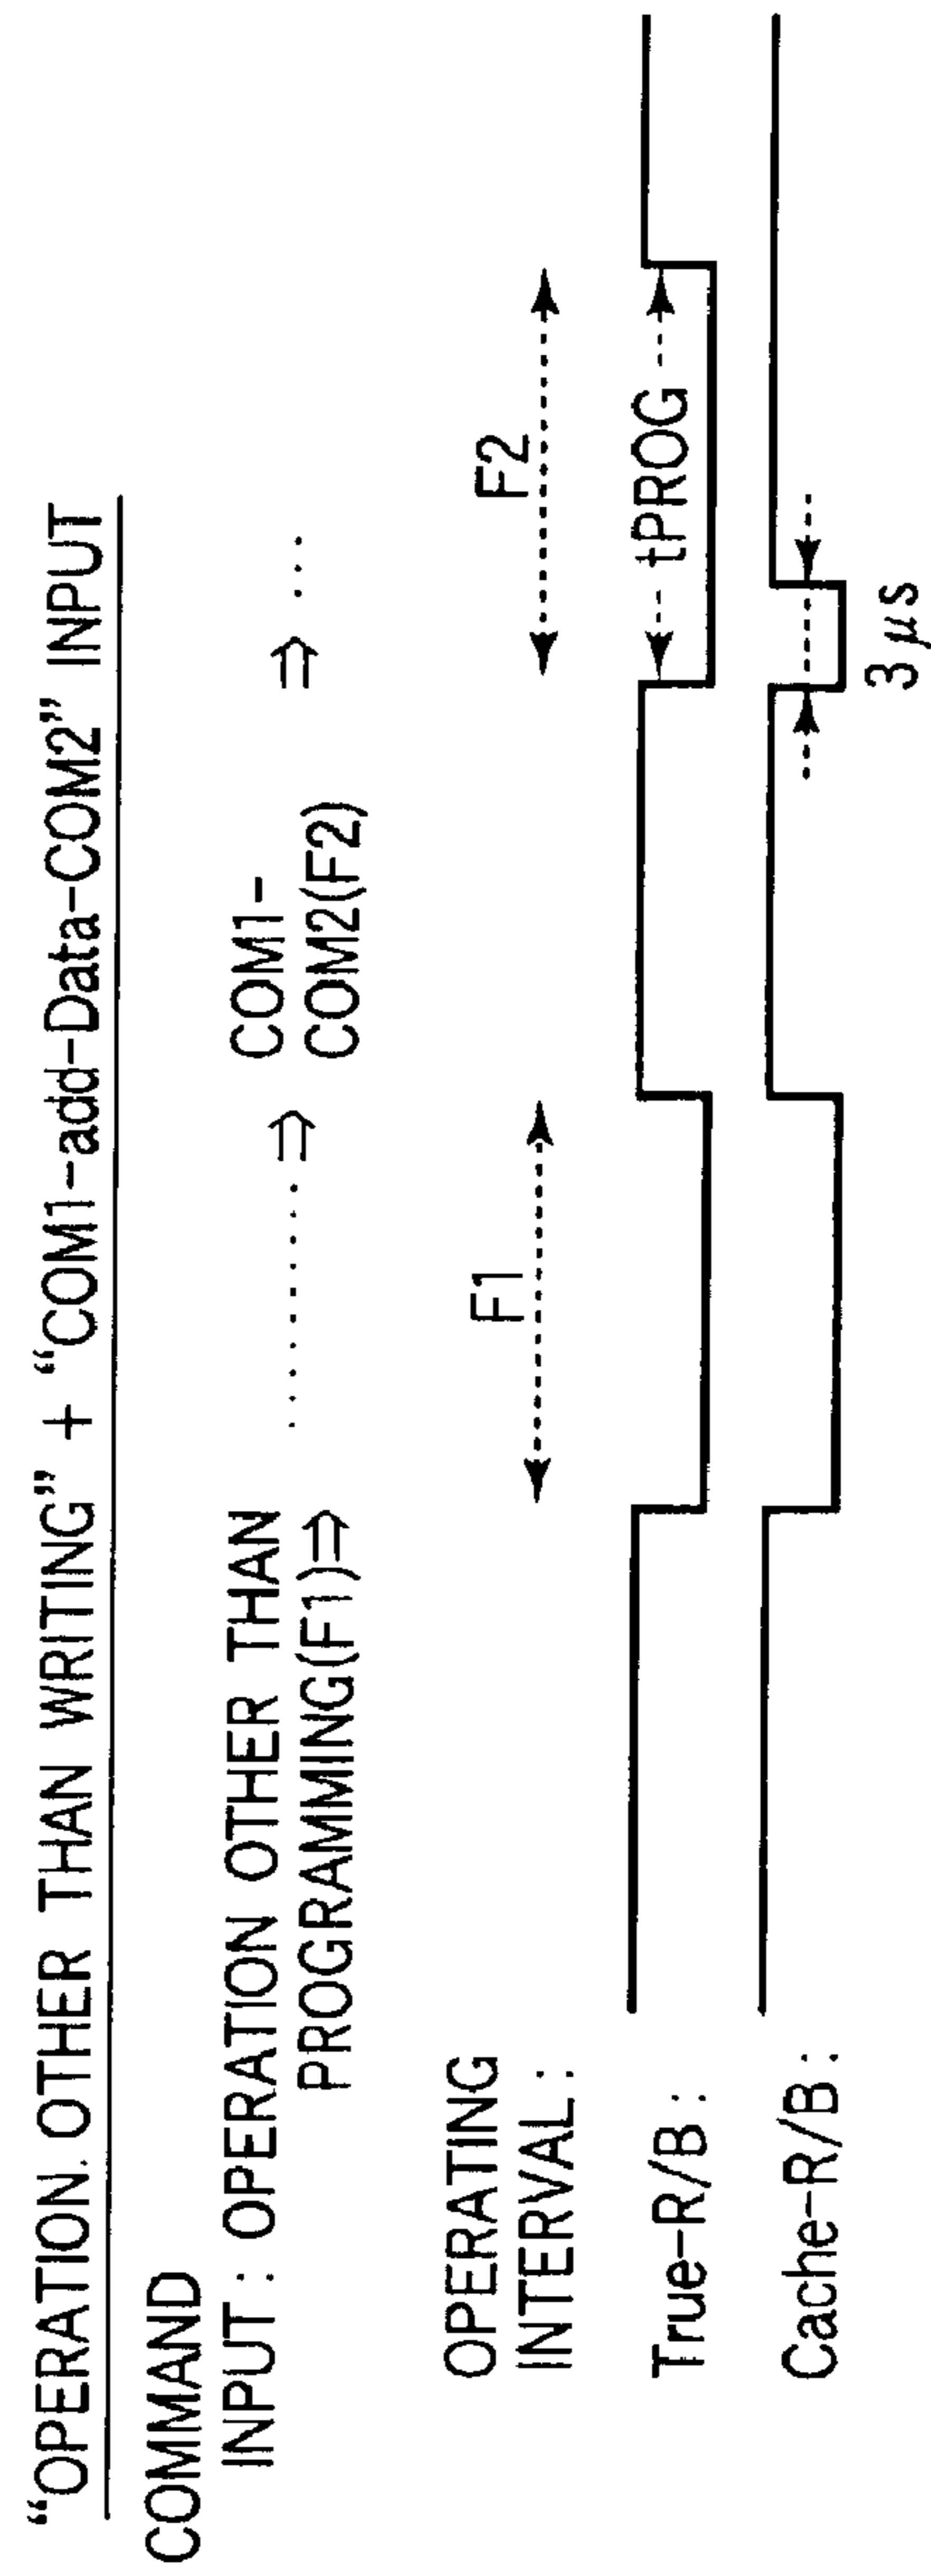 “OPERATION OTHER THAN WRITING” + “COM1-add-Data-COM2” INPUT
COMMAND
INPUT : OPERATION OTHER THAN ········· ⇒ COM1- ⇒ ···
PROGRAMMING(F1)⇒ COM2(F2)
OPERATING
INTERVAL : F1 F2
True-R/B : tPROG
Cache-R/B :
3 μs